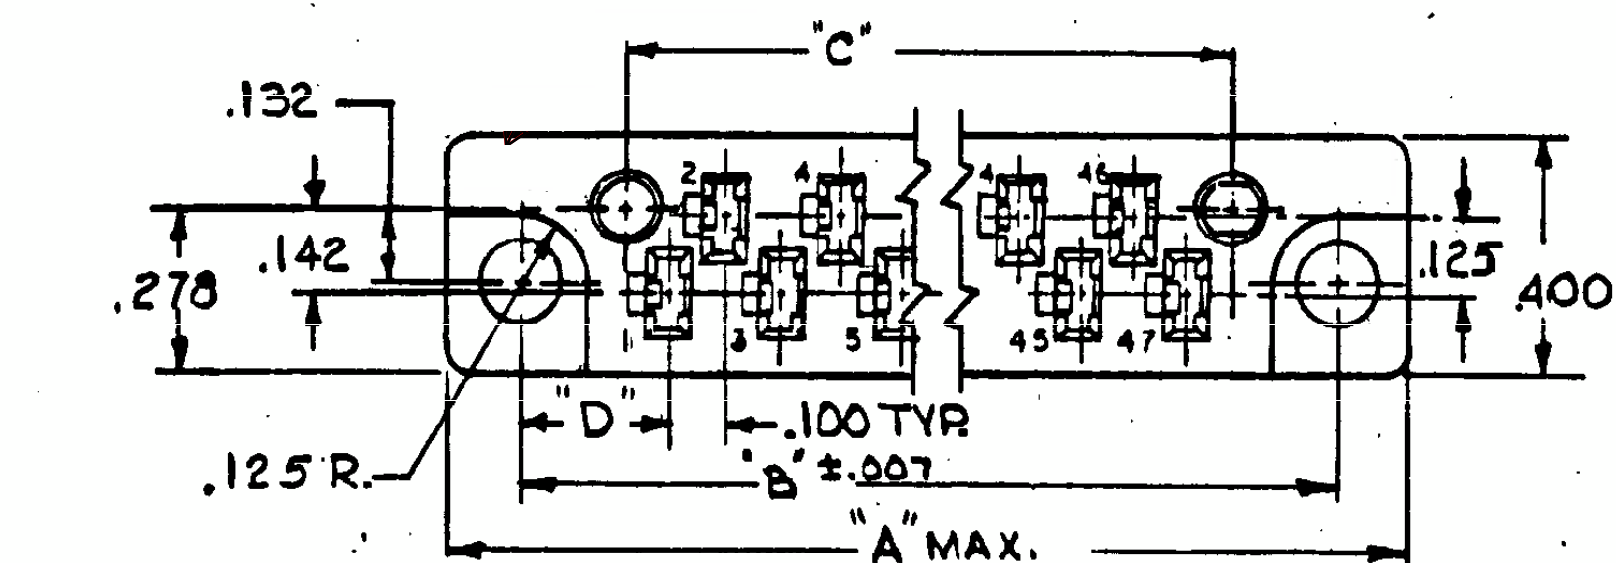 "C"
.132
2
4
4
46
.142
.125
.278
.400
1
3
5
45
47
"D"
.100 TYP.
.125 R.
"B" ±.007
"A" MAX.